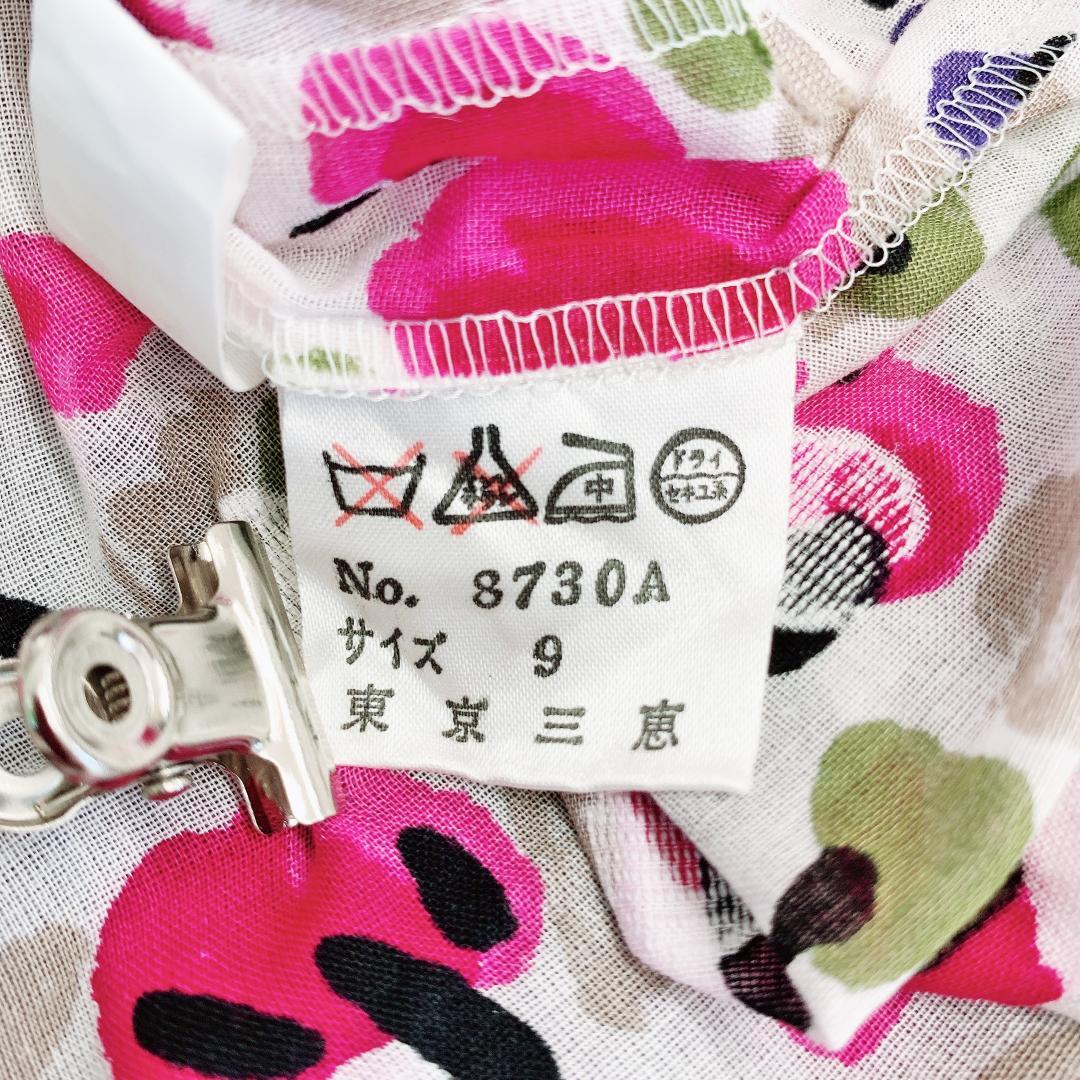 中
ドライ
セキユ系
No. 8730A
サイズ 9
東京三恵